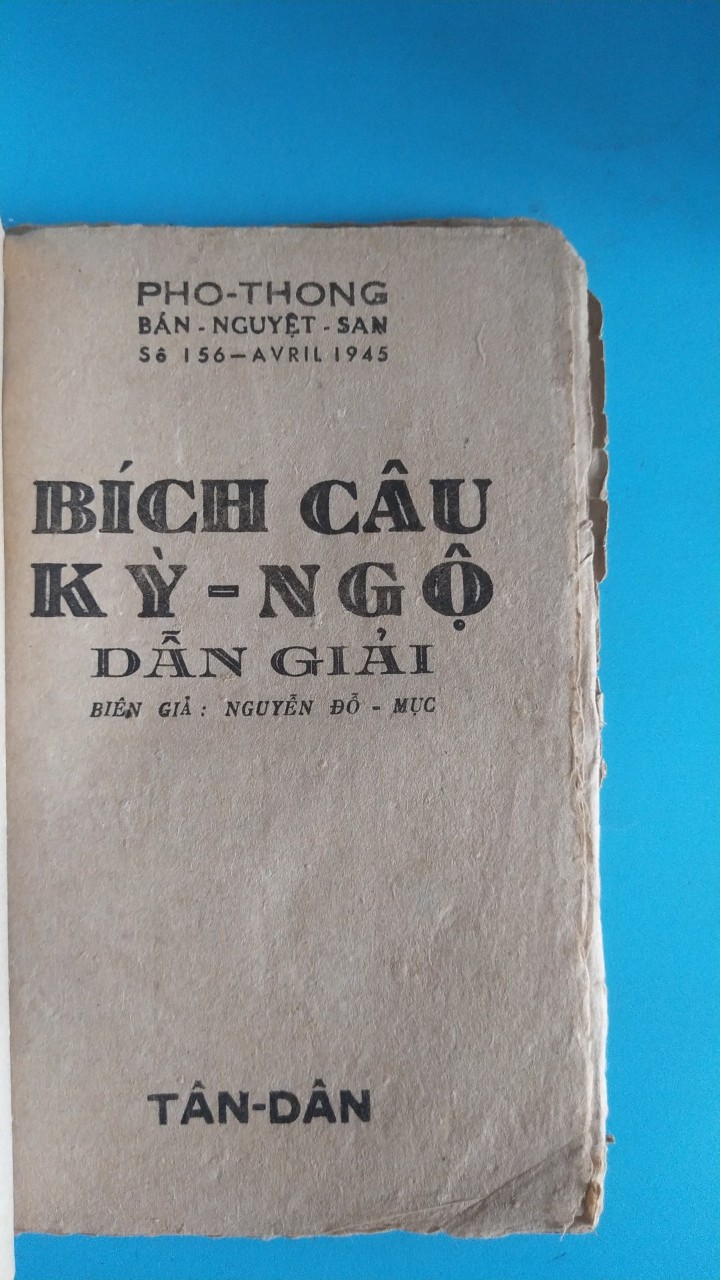 PHO-THONG
BÁN - NGUYỆT - SAN
Sê 156 — AVRIL 1945
BÍCH CÂU
KỲ - NGỘ
DẪN GIẢI
BIÊN GIẢ : NGUYỄN ĐỖ - MỤC
TÂN-DÂN